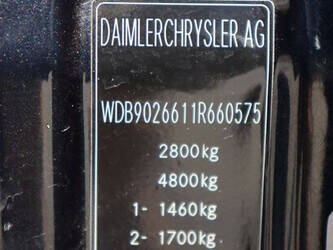 DAIMLERCHRYSLER AG
WDB9026611R660575
2800kg
4800kg
1- 1460kg
2- 1700kg